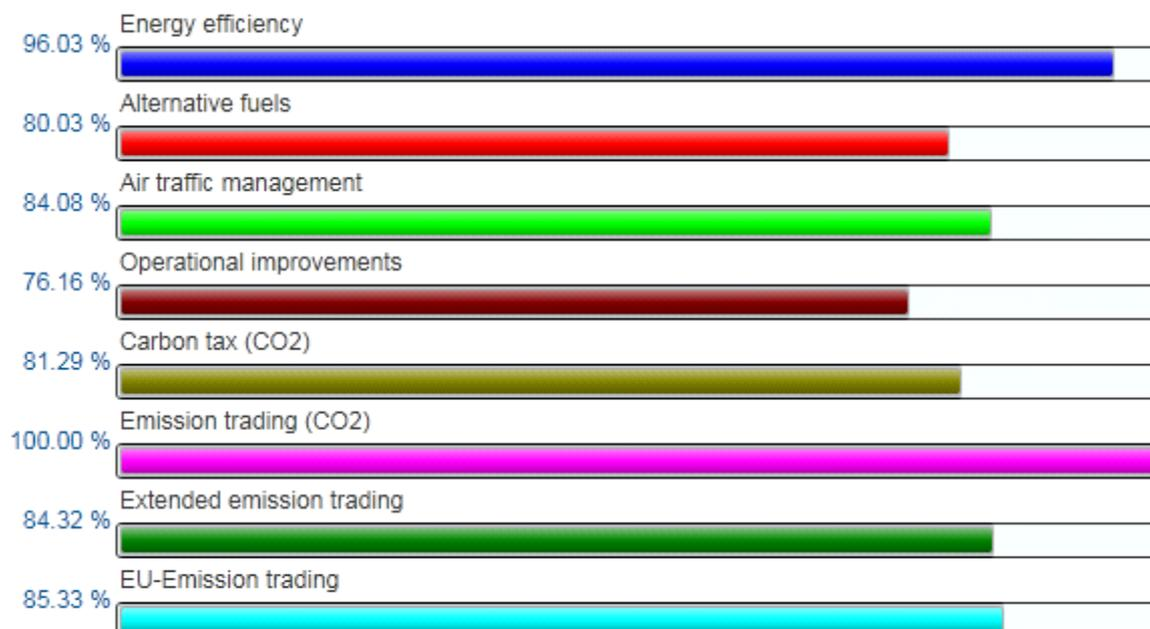 Energy efficiency
96.03 %
Alternative fuels
80.03 %
Air traffic management
84.08 %
Operational improvements
76.16 %
Carbon tax (CO2)
81.29 %
Emission trading (CO2)
100.00 %
Extended emission trading
84.32 %
EU-Emission trading
85.33 %